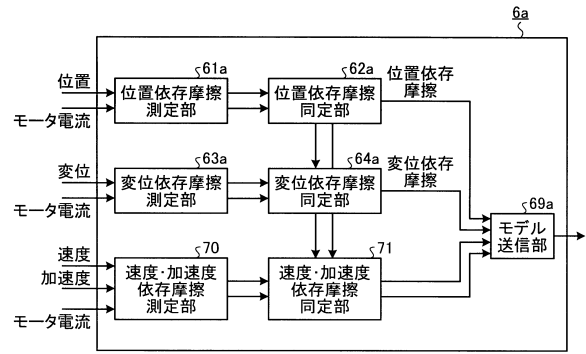 6a
61a
62a
位置
位置依存摩擦
測定部
位置依存摩擦
同定部
位置依存
摩擦
モータ電流
63a
64a
変位
変位依存摩擦
測定部
変位依存摩擦
同定部
変位依存
摩擦
モータ電流
69a
モデル
送信部
70
71
速度
加速度
速度・加速度
依存摩擦
測定部
速度・加速度
依存摩擦
同定部
モータ電流